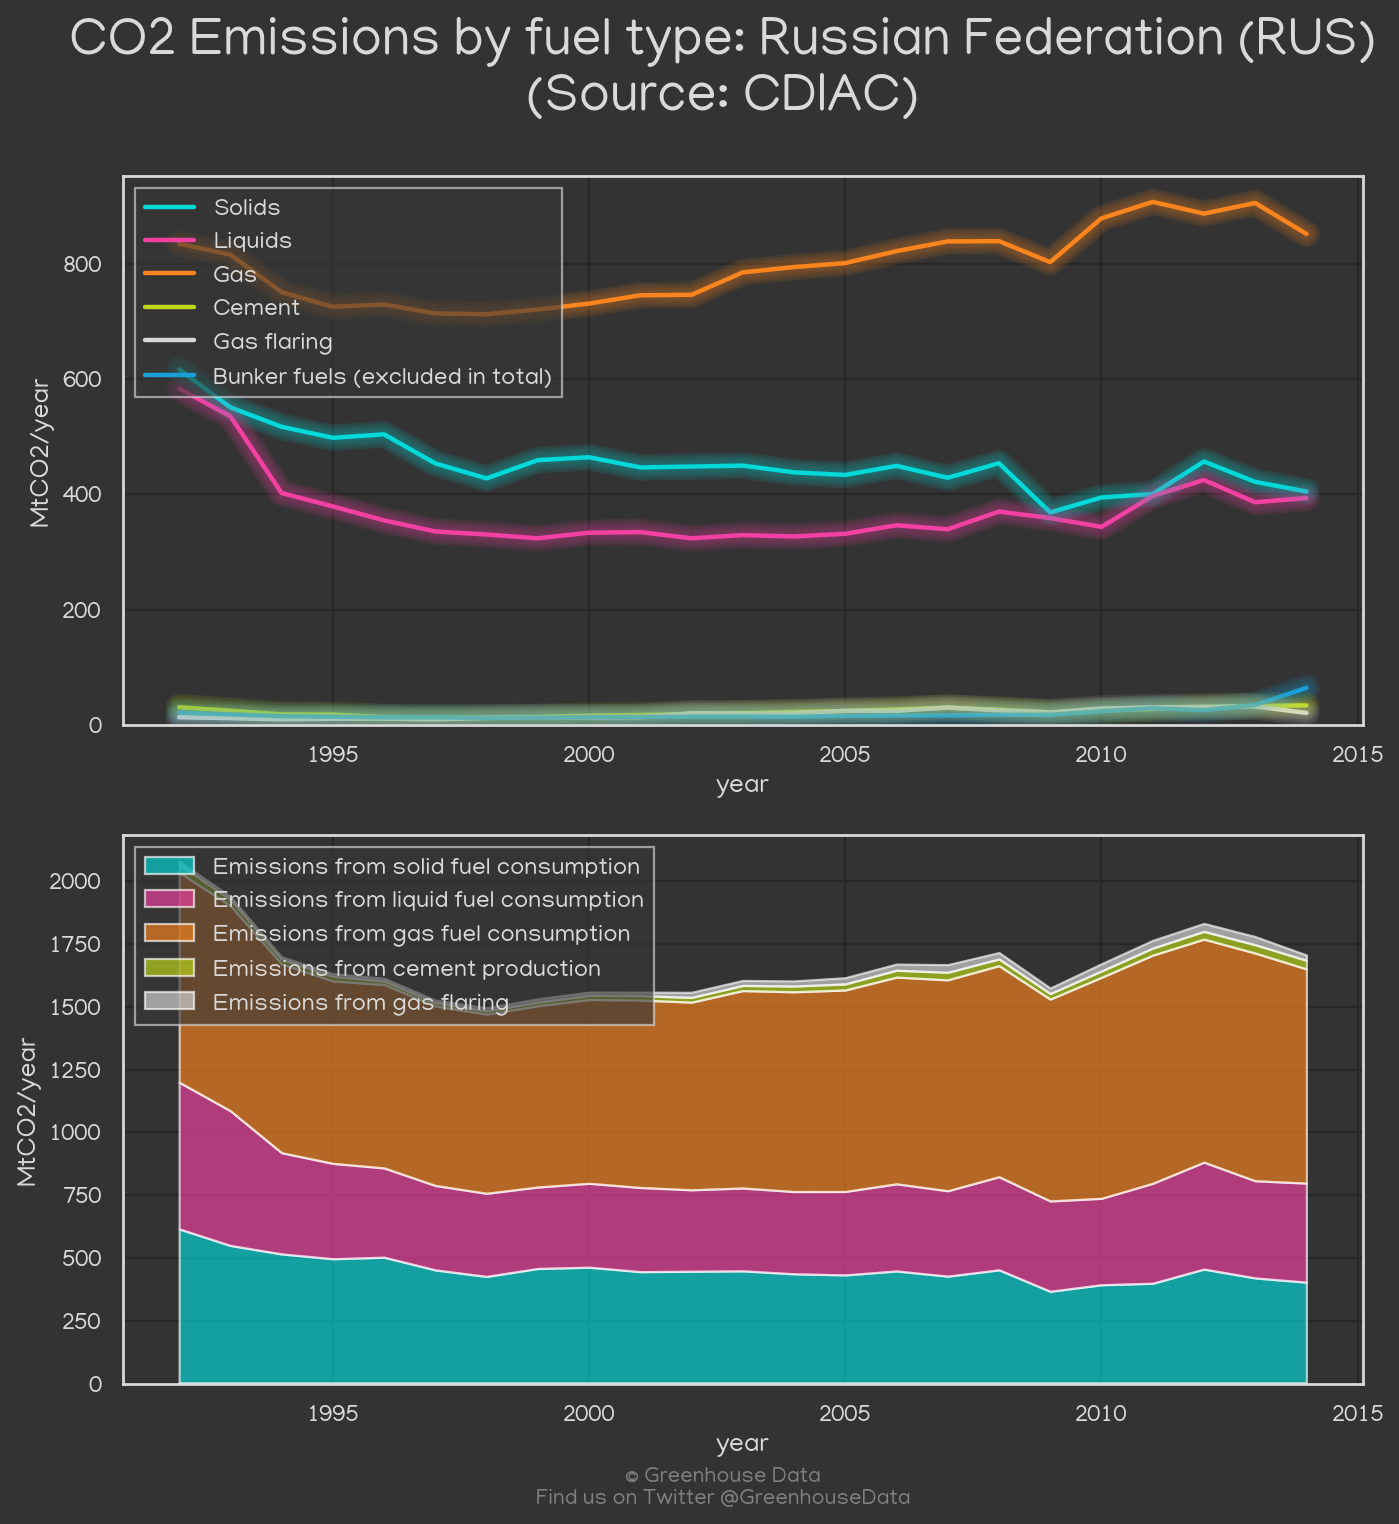 CO2 Emissions by fuel type: Russian Federation (RUS)
(Source: CDIAC)
Solids
Liquids
Gas
Cement
Gas flaring
Bunker fuels (excluded in total)
MtCO2/year
800
600
400
200
0
1995 2000 2005 2010 2015
year
Emissions from solid fuel consumption
Emissions from liquid fuel consumption
Emissions from gas fuel consumption
Emissions from cement production
Emissions from gas flaring
MtCO2/year
2000
1750
1500
1250
1000
750
500
250
0
1995 2000 2005 2010 2015
year
© Greenhouse Data
Find us on Twitter @GreenhouseData